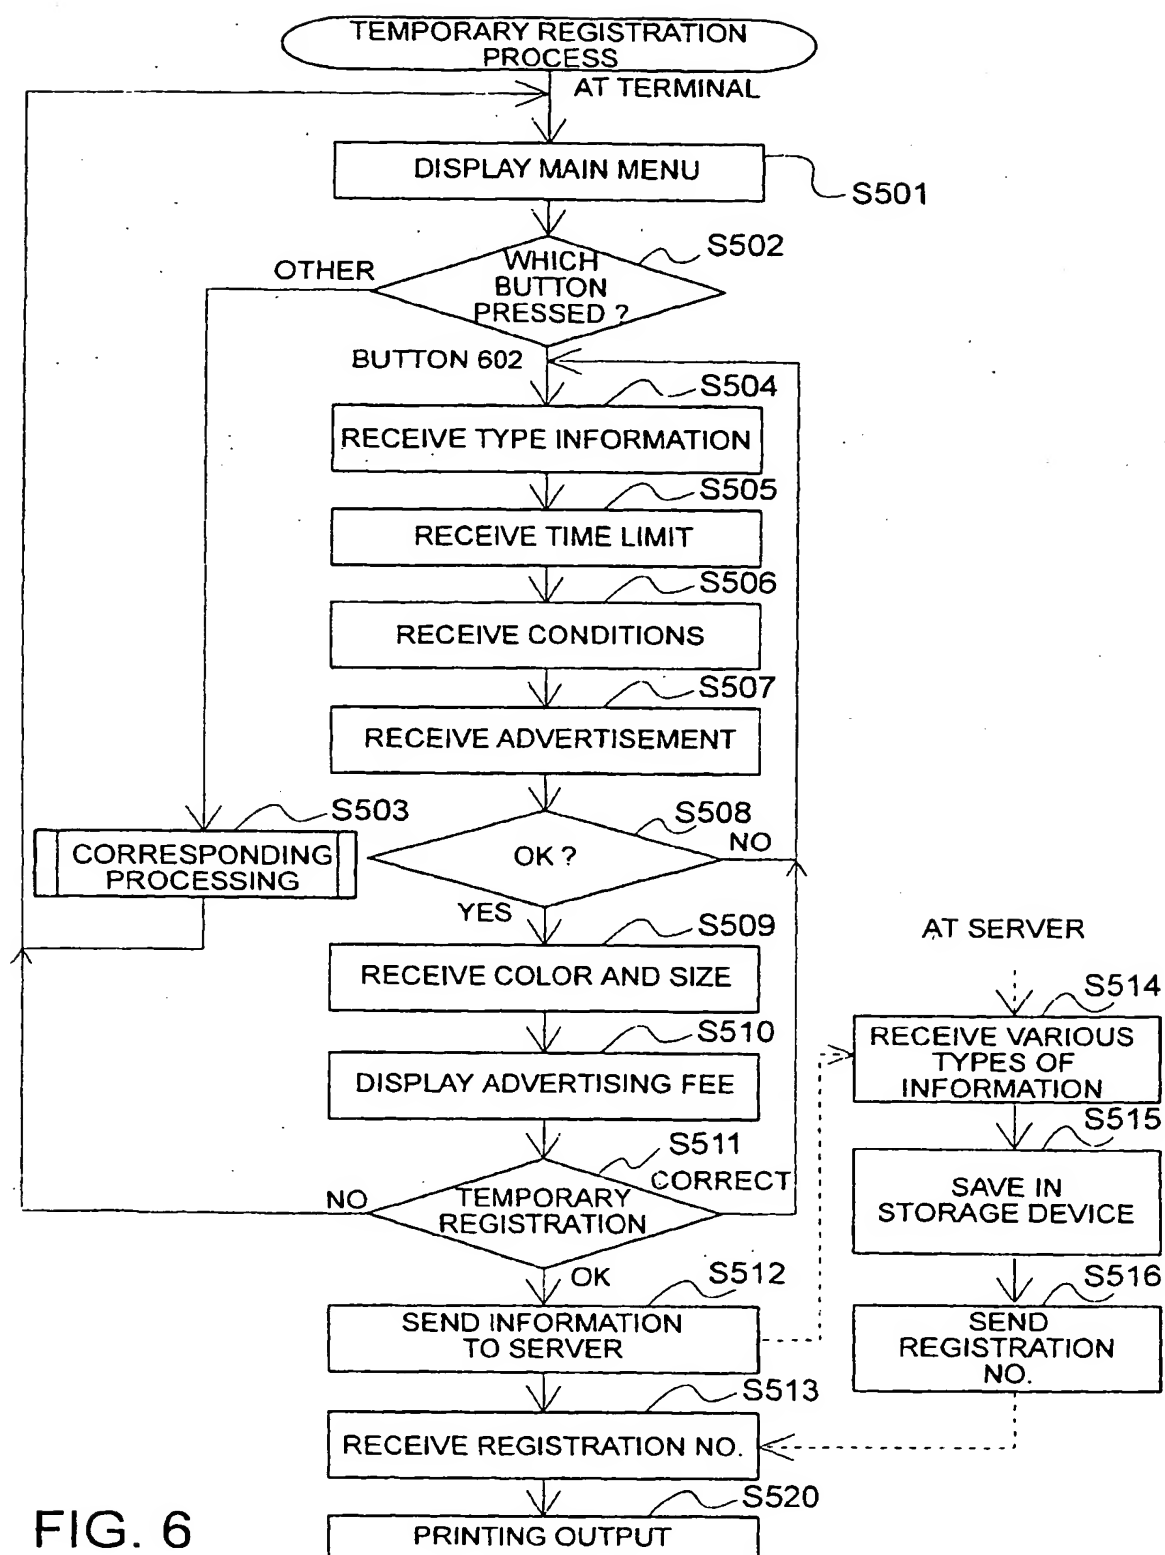 TEMPORARY REGISTRATION
PROCESS
AT TERMINAL
DISPLAY MAIN MENU
S501
S502
OTHER
WHICH
BUTTON
PRESSED ?
BUTTON 602
S504
RECEIVE TYPE INFORMATION
S505
RECEIVE TIME LIMIT
S506
RECEIVE CONDITIONS
S507
RECEIVE ADVERTISEMENT
S503
CORRESPONDING
PROCESSING
S508
OK ?
NO
YES
S509
RECEIVE COLOR AND SIZE
S510
DISPLAY ADVERTISING FEE
S511
NO
TEMPORARY
REGISTRATION
CORRECT
OK
S512
SEND INFORMATION
TO SERVER
S513
RECEIVE REGISTRATION NO.
S520
PRINTING OUTPUT
AT SERVER
S514
RECEIVE VARIOUS
TYPES OF
INFORMATION
S515
SAVE IN
STORAGE DEVICE
S516
SEND
REGISTRATION
NO.
FIG. 6